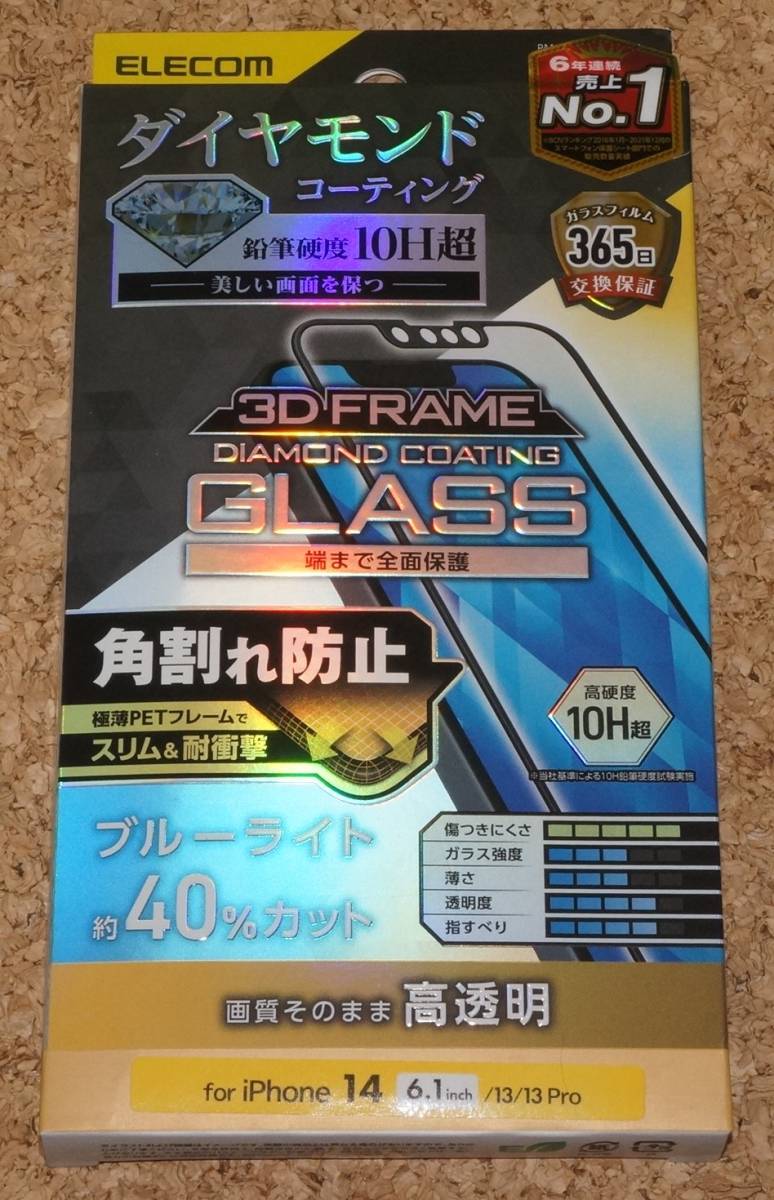 ELECOM
6年連続
売上
No.1
ダイヤモンド
コーティング
鉛筆硬度10H超
美しい画面を保つ
ガラスフィルム
365日
交換保証
3D FRAME
DIAMOND COATING
GLASS
端まで全面保護
角割れ防止
極薄PETフレームで
スリム&耐衝撃
高硬度
10H超
※当社基準による10H鉛筆硬度試験実施
ブルーライト
約40%カット
傷つきにくさ
ガラス強度
薄さ
透明度
指すべり
画質そのまま高透明
for iPhone 14 6.1inch /13/13 Pro